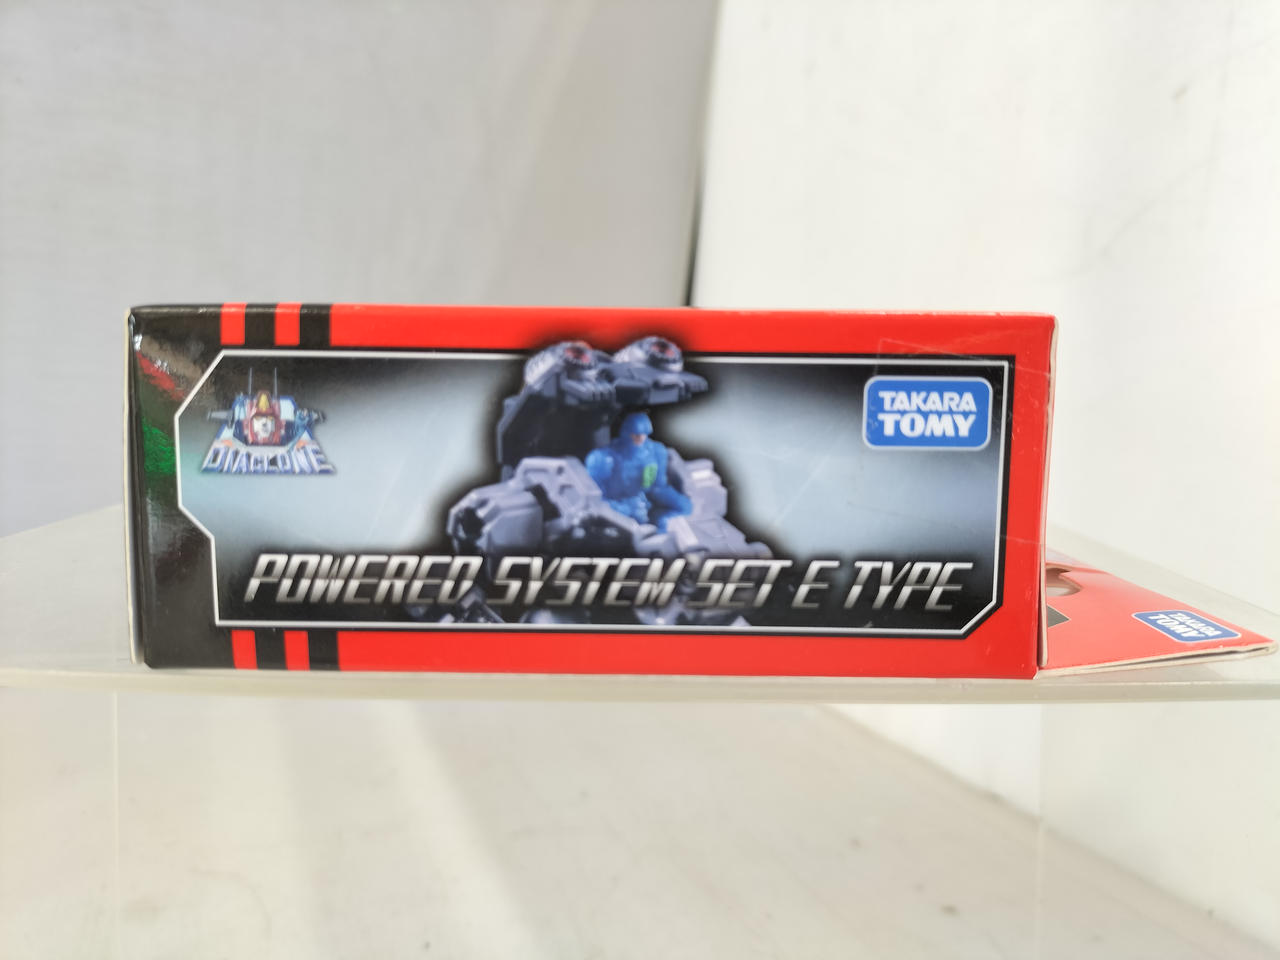 DIACLONE
TAKARA
TOMY
POWERED SYSTEM SET E TYPE
TAKARA
TOMY